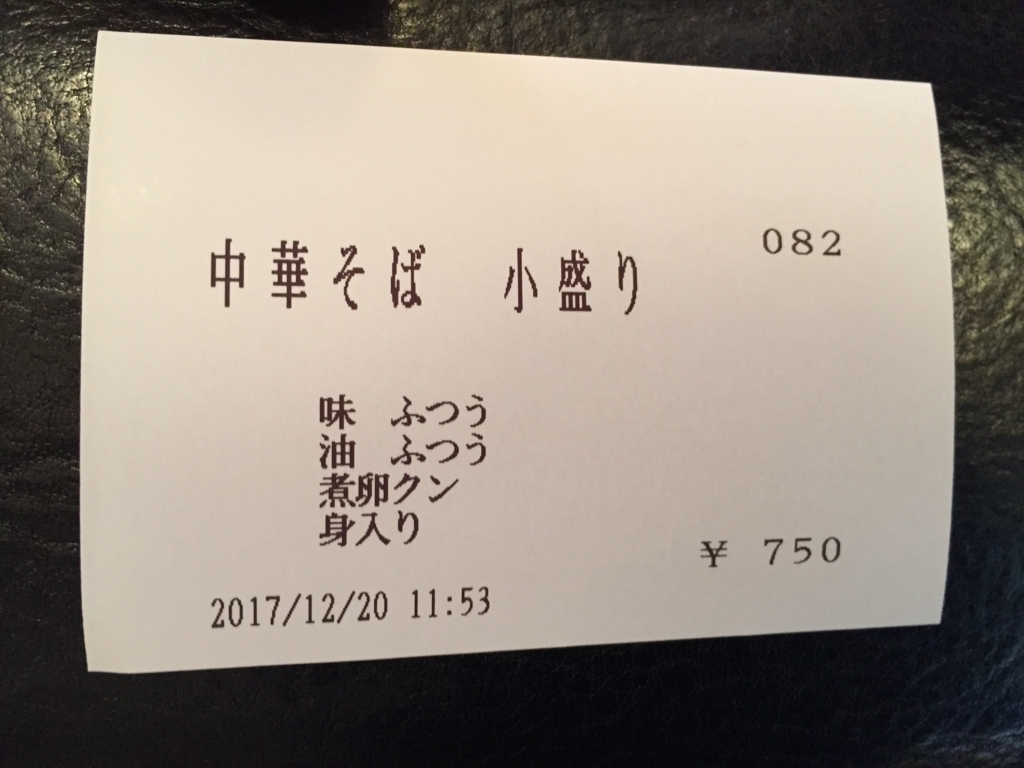 082
中華そば 小盛り
味 ふつう
油 ふつう
煮卵クン
身入り
¥ 750
2017/12/20 11:53